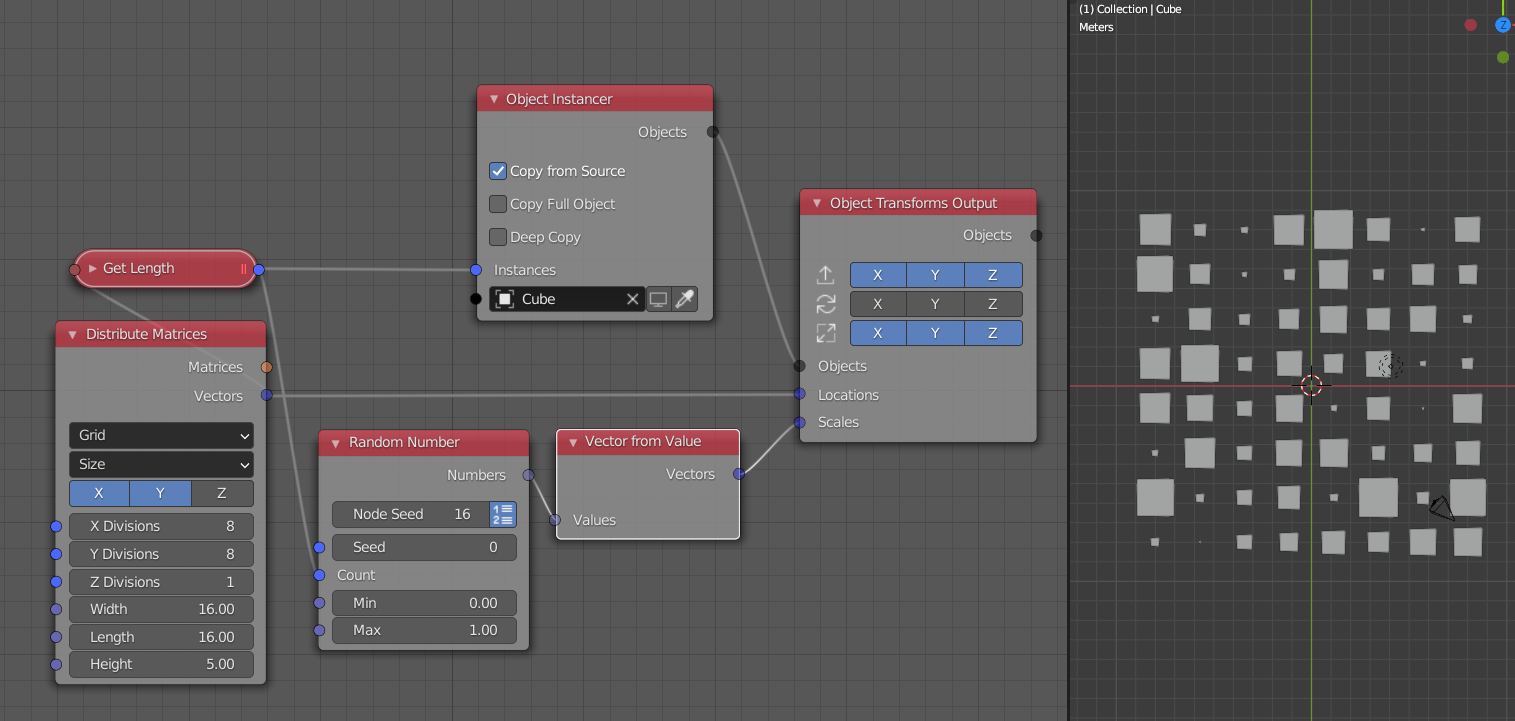 Get Length
Distribute Matrices
Matrices
Vectors
Grid
Size
X Y Z
X Divisions 8
Y Divisions 8
Z Divisions 1
Width 16.00
Length 16.00
Height 5.00
Random Number
Numbers
Node Seed 16
1
2
Seed 0
Count
Min 0.00
Max 1.00
Object Instancer
Objects
Copy from Source
Copy Full Object
Deep Copy
Instances
Cube
Vector from Value
Vectors
Values
Object Transforms Output
Objects
X Y Z
X Y Z
X Y Z
Objects
Locations
Scales
(1) Collection | Cube
Meters
Z